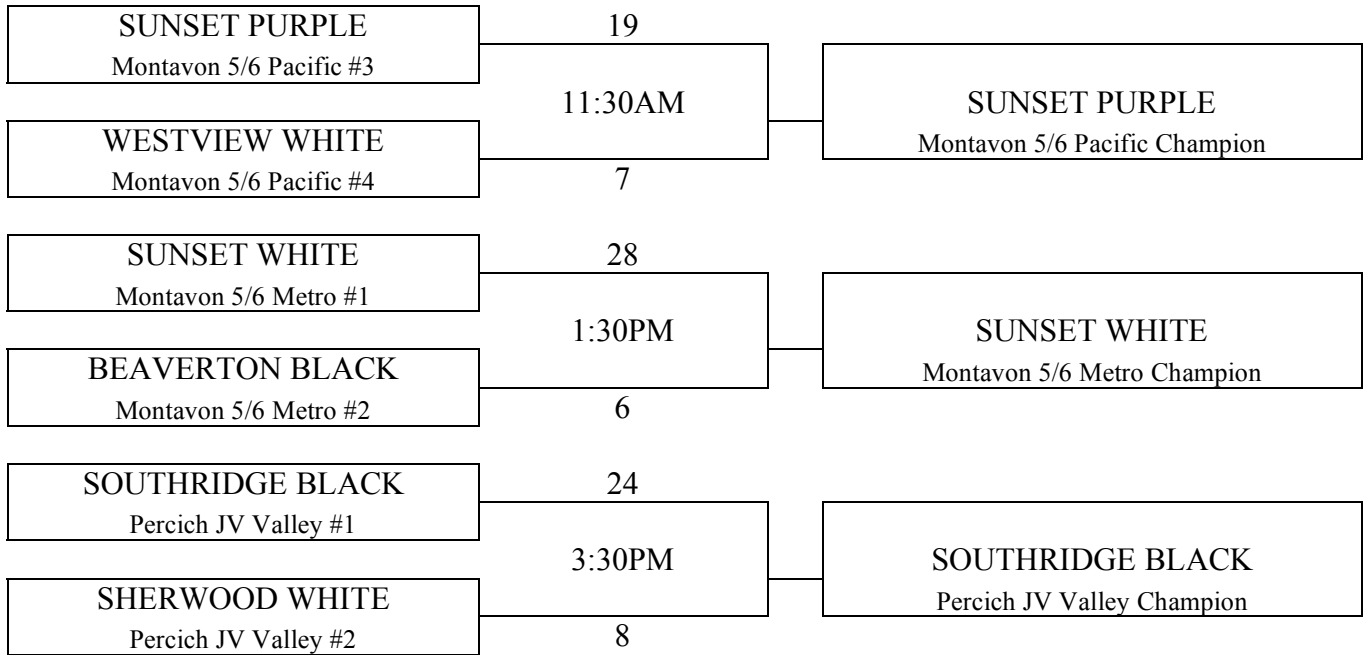 SUNSET PURPLE
Montavon 5/6 Pacific #3
19
11:30AM
WESTVIEW WHITE
Montavon 5/6 Pacific #4
7
SUNSET PURPLE
Montavon 5/6 Pacific Champion
SUNSET WHITE
Montavon 5/6 Metro #1
28
1:30PM
BEAVERTON BLACK
Montavon 5/6 Metro #2
6
SUNSET WHITE
Montavon 5/6 Metro Champion
SOUTHRIDGE BLACK
Percich JV Valley #1
24
3:30PM
SHERWOOD WHITE
Percich JV Valley #2
8
SOUTHRIDGE BLACK
Percich JV Valley Champion